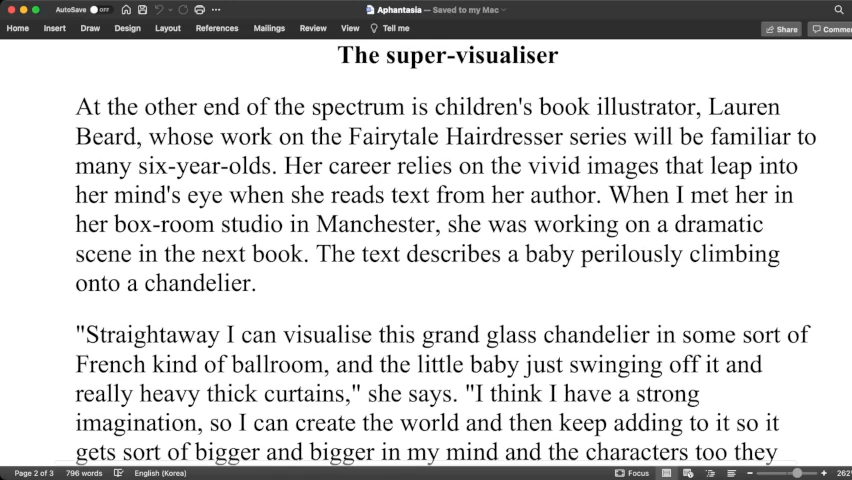 AutoSave OFF
Aphantasia — Saved to my Mac
Home Insert Draw Design Layout References Mailings Review View Tell me Share
The super-visualiser
At the other end of the spectrum is children's book illustrator, Lauren
Beard, whose work on the Fairytale Hairdresser series will be familiar to
many six-year-olds. Her career relies on the vivid images that leap into
her mind's eye when she reads text from her author. When I met her in
her box-room studio in Manchester, she was working on a dramatic
scene in the next book. The text describes a baby perilously climbing
onto a chandelier.
"Straightaway I can visualise this grand glass chandelier in some sort of
French kind of ballroom, and the little baby just swinging off it and
really heavy thick curtains," she says. "I think I have a strong
imagination, so I can create the world and then keep adding to it so it
gets sort of bigger and bigger in my mind and the characters too they
Page 2 of 3 796 words English (Korea) Focus